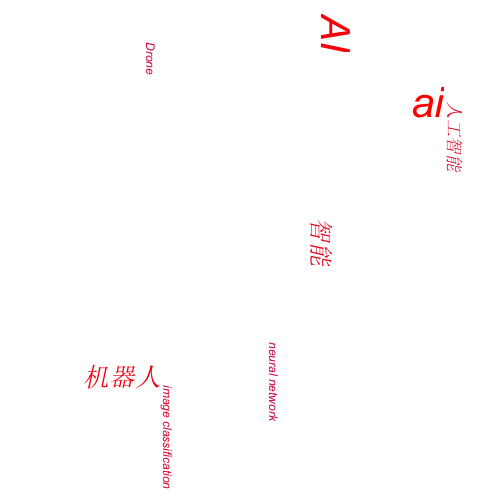 AI
Drone
ai
人工智能
智能
neural network
机器人
image classification